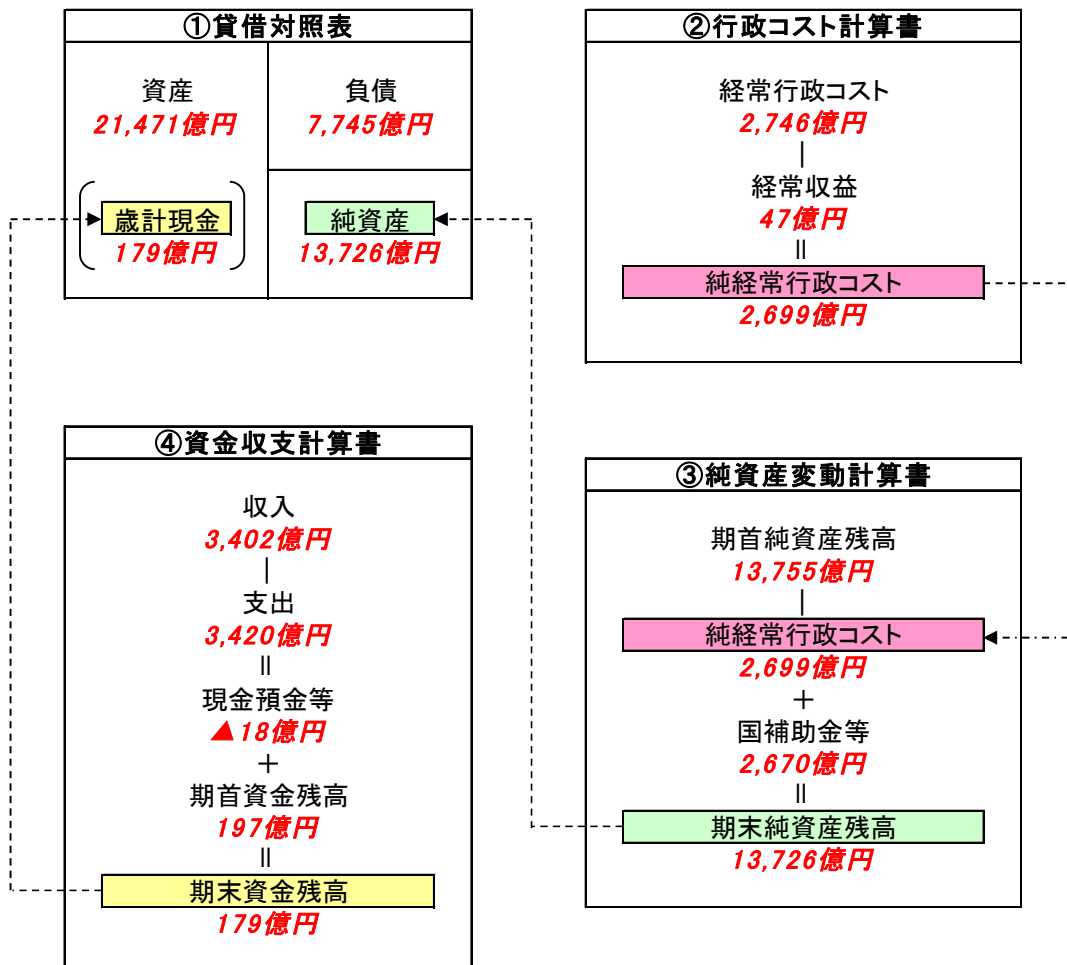 ①貸借対照表
資産
21,471億円
負債
7,745億円
歳計現金
179億円
純資産
13,726億円
②行政コスト計算書
経常行政コスト
2,746億円
｜
経常収益
47億円
||
純経常行政コスト
2,699億円
④資金収支計算書
収入
3,402億円
｜
支出
3,420億円
||
現金預金等
▲18億円
＋
期首資金残高
197億円
||
期末資金残高
179億円
③純資産変動計算書
期首純資産残高
13,755億円
｜
純経常行政コスト
2,699億円
＋
国補助金等
2,670億円
||
期末純資産残高
13,726億円